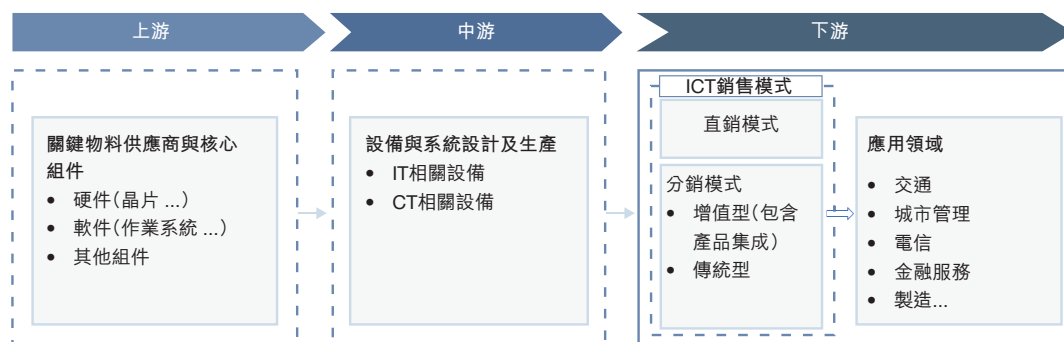 上游
中游
下游
關鍵物料供應商與核心
組件
• 硬件(晶片 ...)
• 軟件(作業系統 ...)
• 其他組件
設備與系統設計及生產
• IT相關設備
• CT相關設備
ICT銷售模式
直銷模式
分銷模式
• 增值型(包含
產品集成)
• 傳統型
應用領域
• 交通
• 城市管理
• 電信
• 金融服務
• 製造...